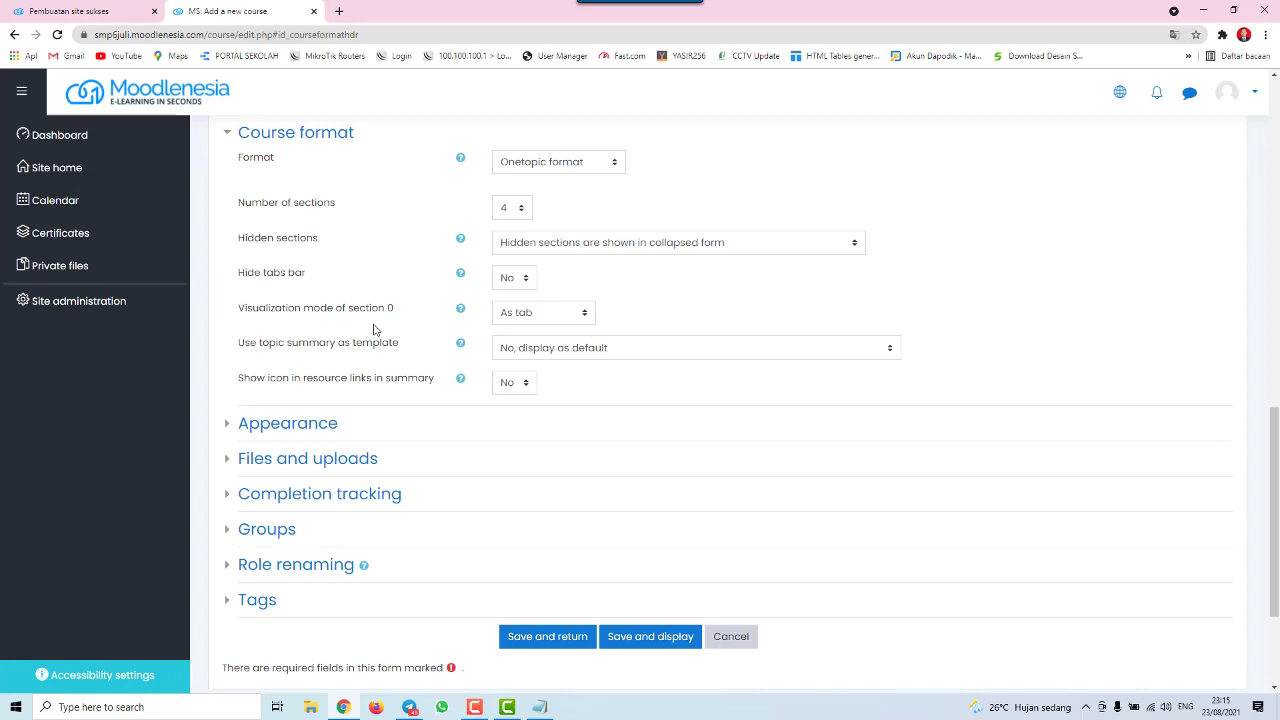 Pembuatan site sukses
MS: Add a new course
smp6juli.moodlenesia.com/course/edit.php#id_courseformathdr
Apl
Gmail
YouTube
Maps
PORTAL SEKOLAH
MikroTik Routers
Login
100.100.100.1 > Lo...
User Manager
Fast.com
YASIR256
CCTV Update
HTML Tables gener...
Akun Dapodik - M...
Download Desain S...
»
Daftar bacaan
Moodlenesia
E-LEARNING IN SECONDS
Dashboard
Site home
Calendar
Certificates
Private files
Site administration
Accessibility settings
Course format
Format
Onetopic format
Number of sections
4
Hidden sections
Hidden sections are shown in collapsed form
Hide tabs bar
No
Visualization mode of section 0
As tab
Use topic summary as template
No, display as default
Show icon in resource links in summary
No
Appearance
Files and uploads
Completion tracking
Groups
Role renaming
Tags
Save and return
Save and display
Cancel
There are required fields in this form marked .
Type here to search
26°C Hujan sedang
ENG
23:15
23/08/2021